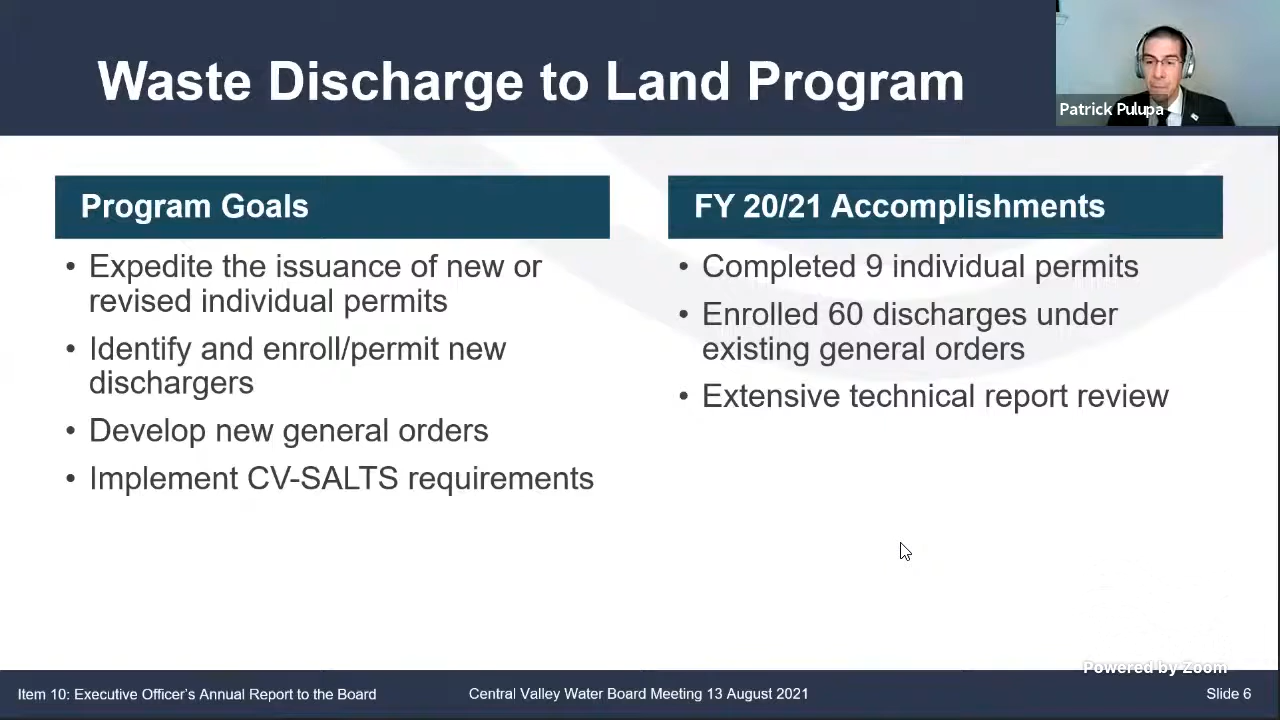 Waste Discharge to Land Program
Patrick Pulupa
Program Goals
• Expedite the issuance of new or
revised individual permits
• Identify and enroll/permit new
dischargers
• Develop new general orders
• Implement CV-SALTS requirements
FY 20/21 Accomplishments
• Completed 9 individual permits
• Enrolled 60 discharges under
existing general orders
• Extensive technical report review
Powered by Zoom
Item 10: Executive Officer's Annual Report to the Board
Central Valley Water Board Meeting 13 August 2021
Slide 6